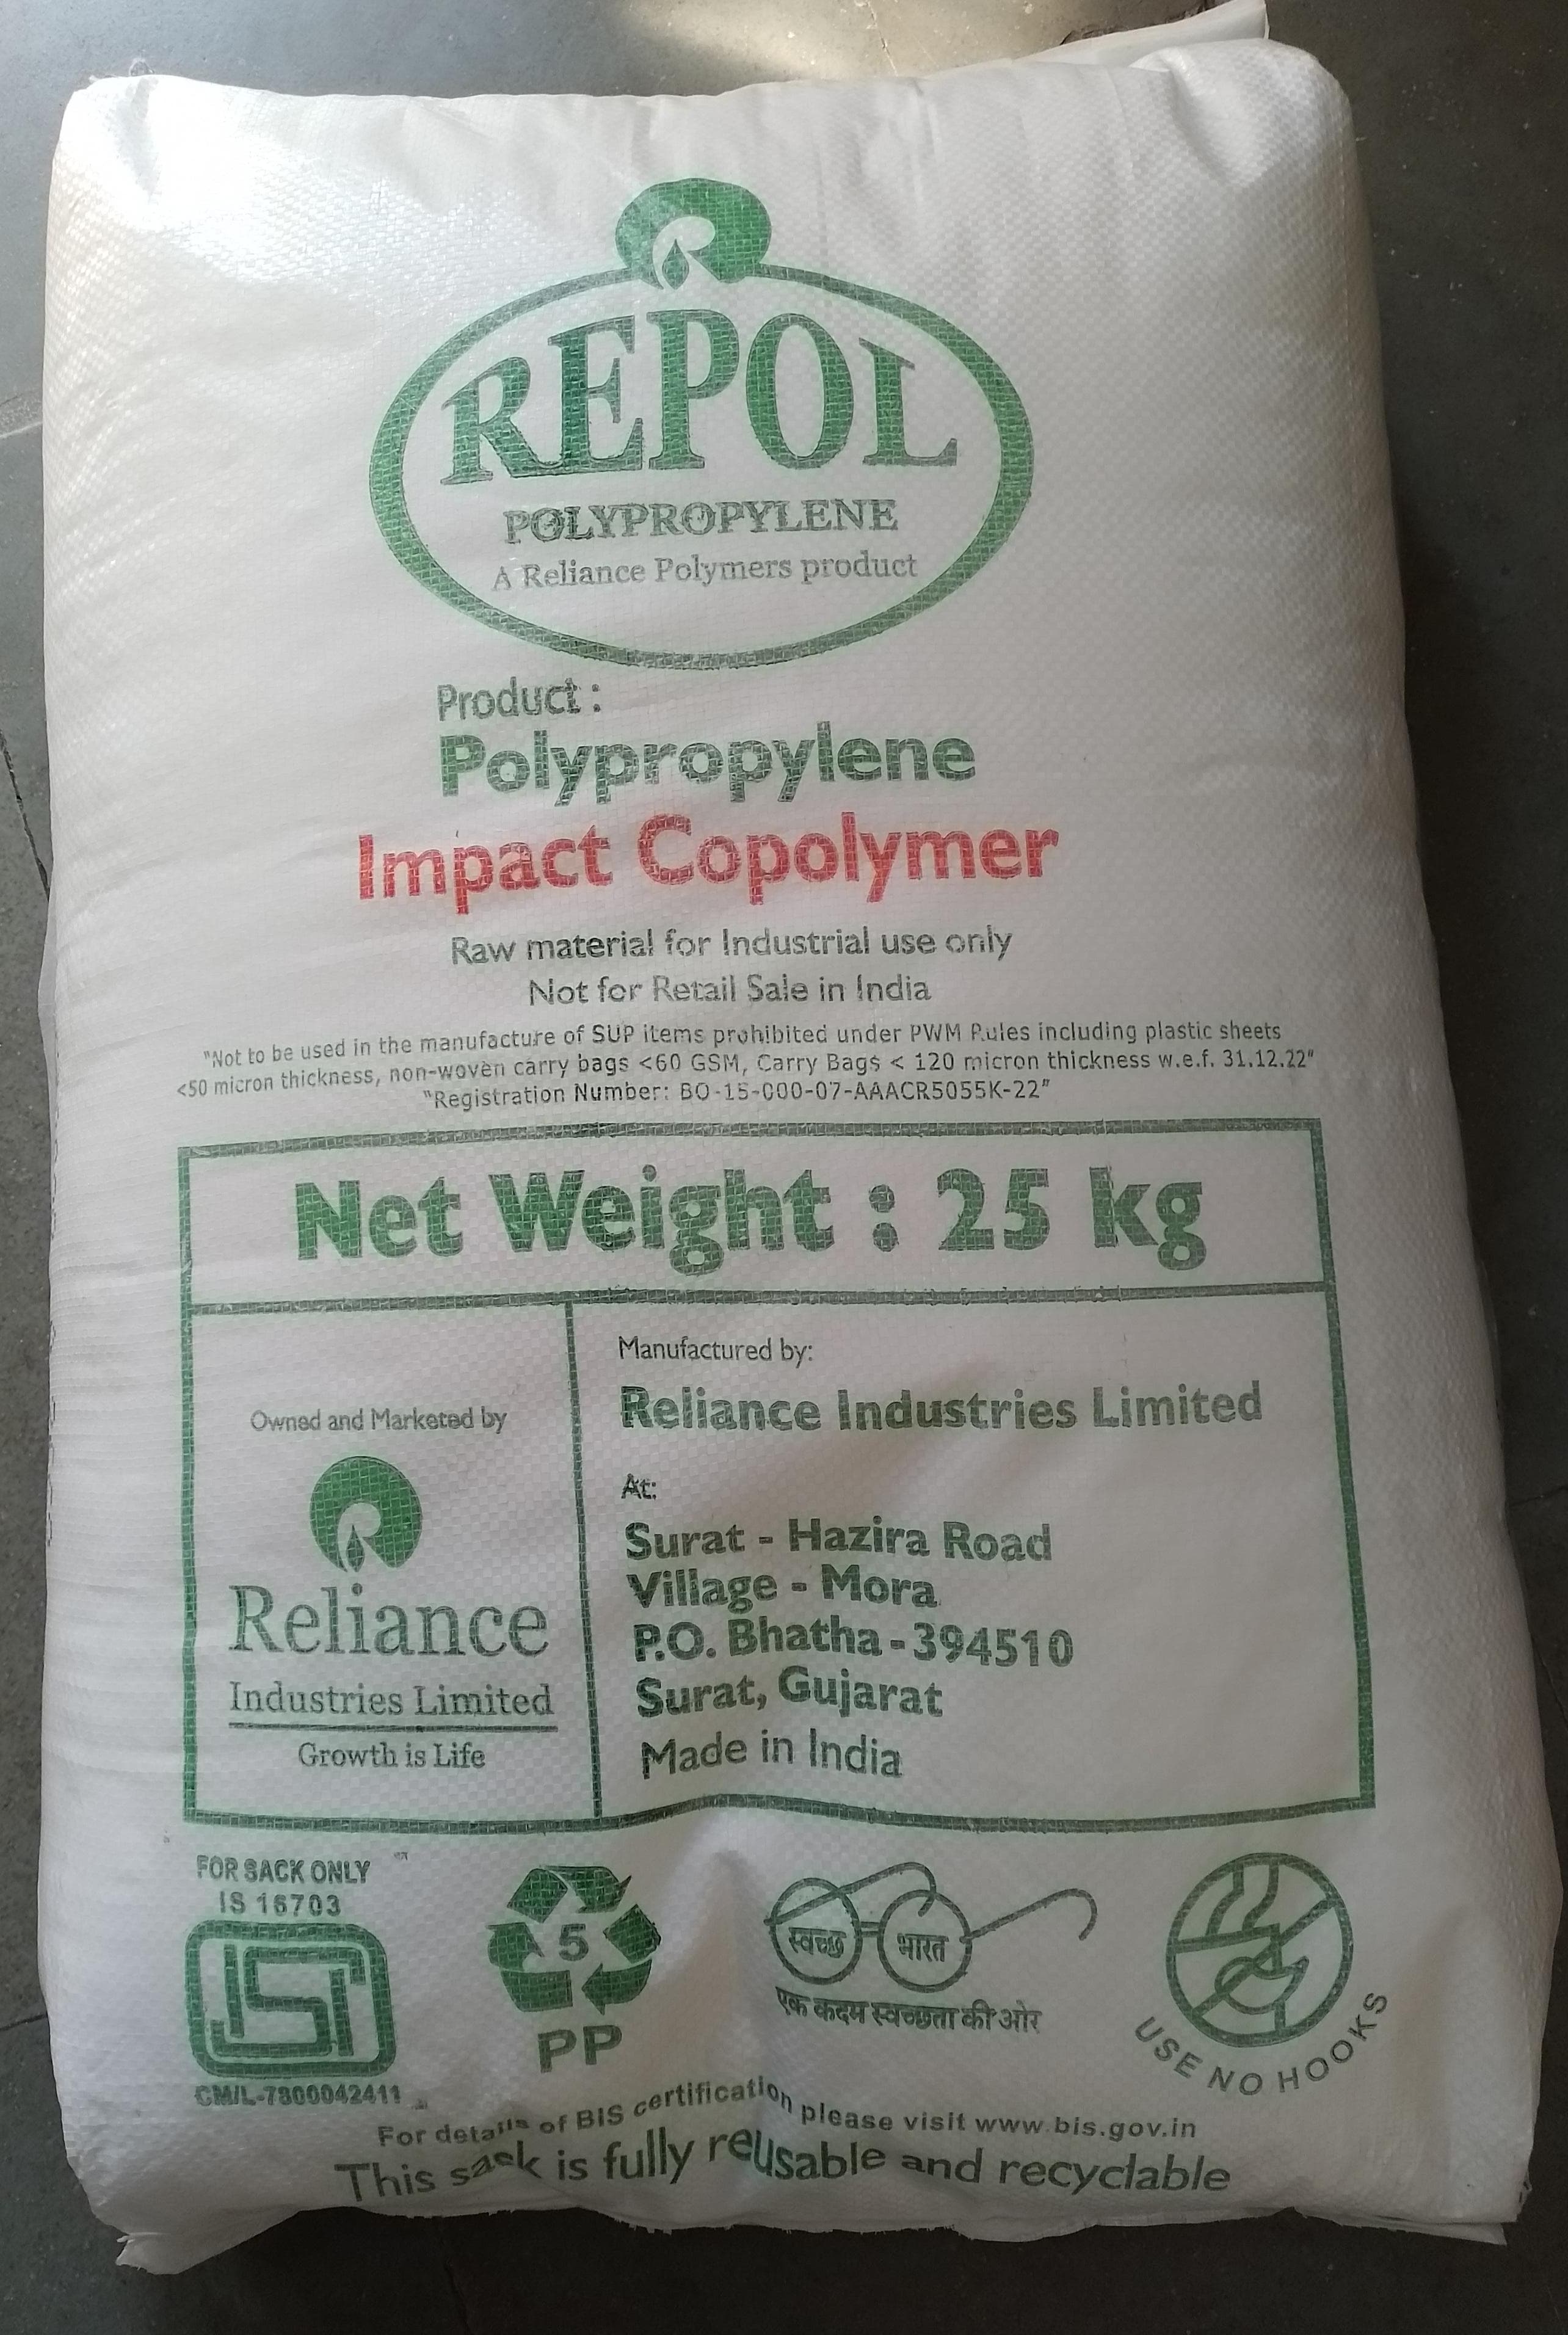 REPOL
POLYPROPYLENE
A Reliance Polymers product
Product :
Polypropylene
Impact Copolymer
Raw material for Industrial use only
Not for Retail Sale in India
"Not to be used in the manufacture of SUP items prohibited under PWM Rules including plastic sheets
<50 micron thickness, non-woven carry bags <60 GSM, Carry Bags < 120 micron thickness w.e.f. 31.12.22"
"Registration Number: BO-15-000-07-AAACR5055K-22"
Net Weight : 25 kg
Owned and Marketed by
Reliance
Industries Limited
Growth is Life
Manufactured by:
Reliance Industries Limited
At:
Surat - Hazira Road
Village - Mora
P.O. Bhatha - 394510
Surat, Gujarat
Made in India
FOR SACK ONLY
IS 16703
ISI
CM/L-7800042411
5
PP
स्वच्छ भारत
एक कदम स्वच्छता की ओर
USE NO HOOKS
For details of BIS certification please visit www.bis.gov.in
This sack is fully reusable and recyclable